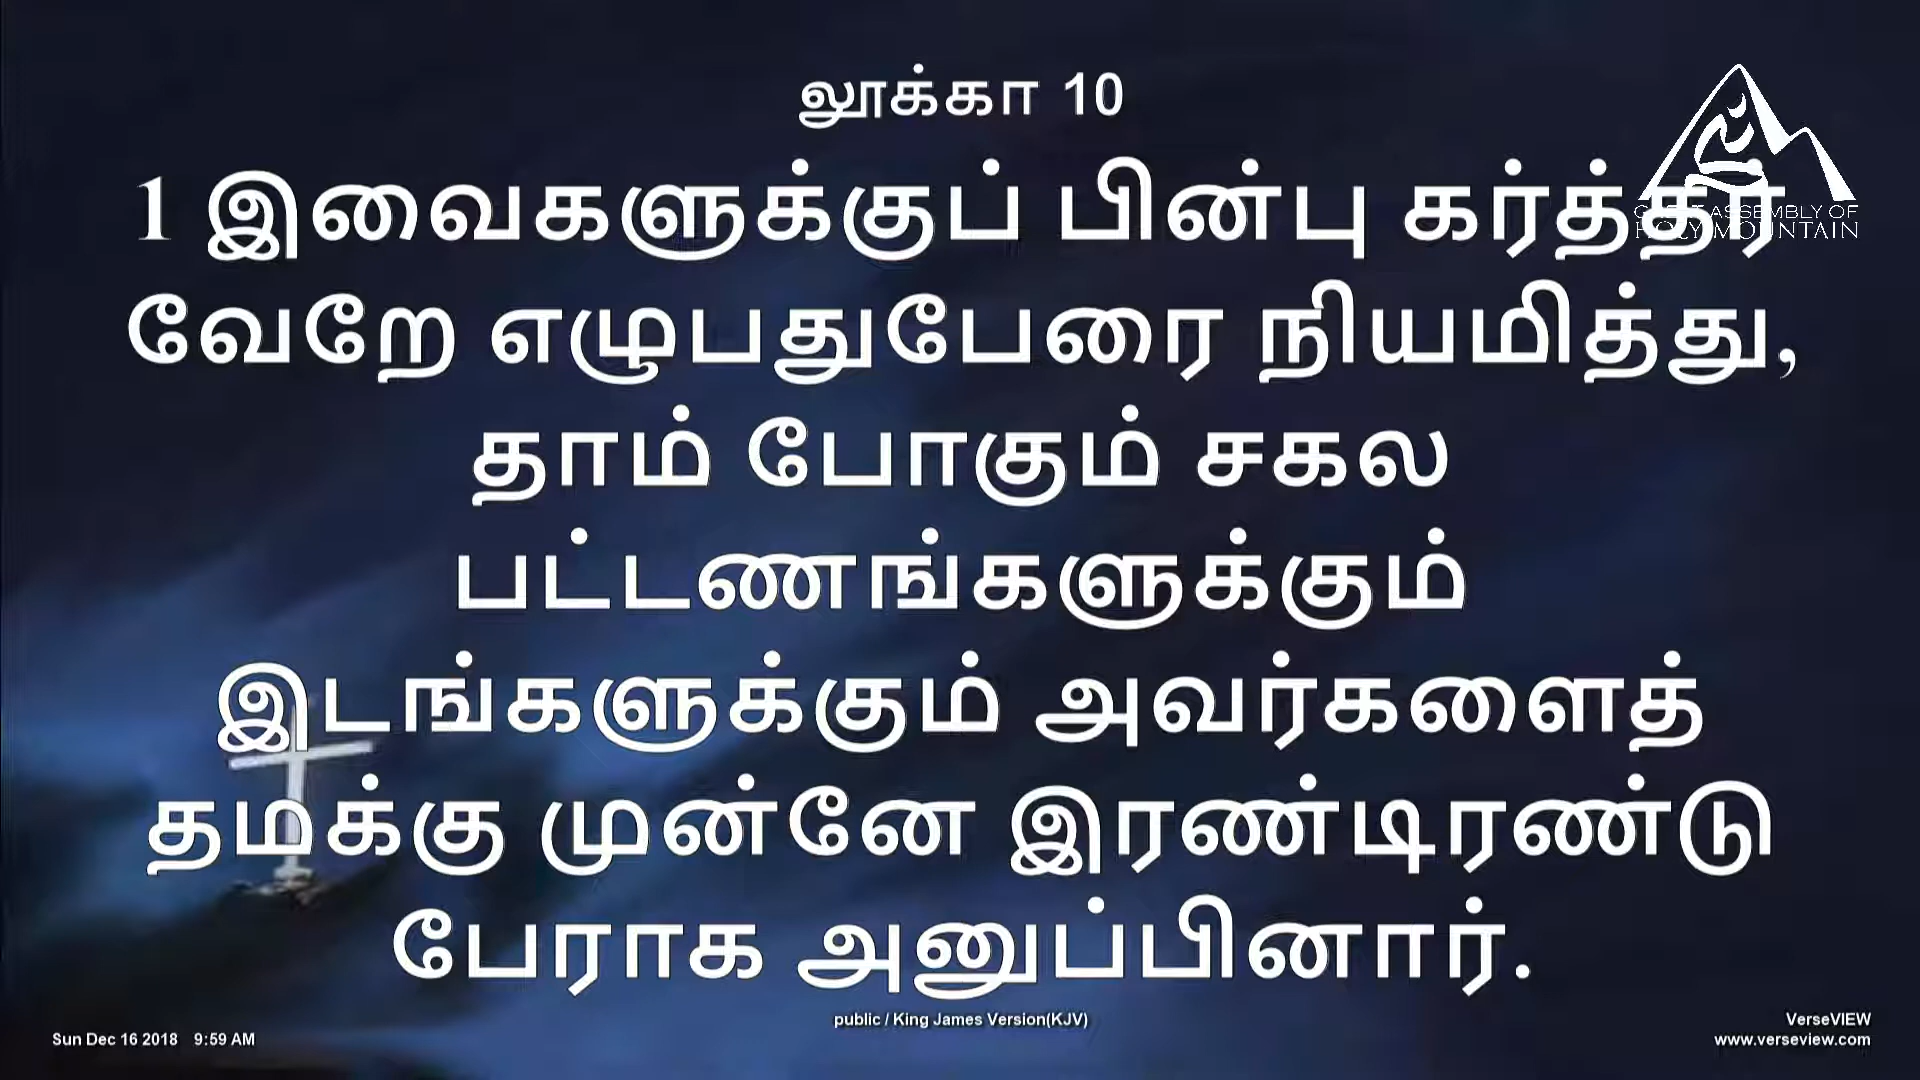 லூக்கா 10
1 இவைகளுக்குப் பின்பு கர்த்தர்
வேறே எழுபதுபேரை நியமித்து,
தாம் போகும் சகல
பட்டணங்களுக்கும்
இடங்களுக்கும் அவர்களைத்
தமக்கு முன்னே இரண்டிரண்டு
பேராக அனுப்பினார்.
ASSEMBLY OF
HOLY MOUNTAIN
public / King James Version(KJV)
Sun Dec 16 2018 9:59 AM
VerseVIEW
www.verseview.com